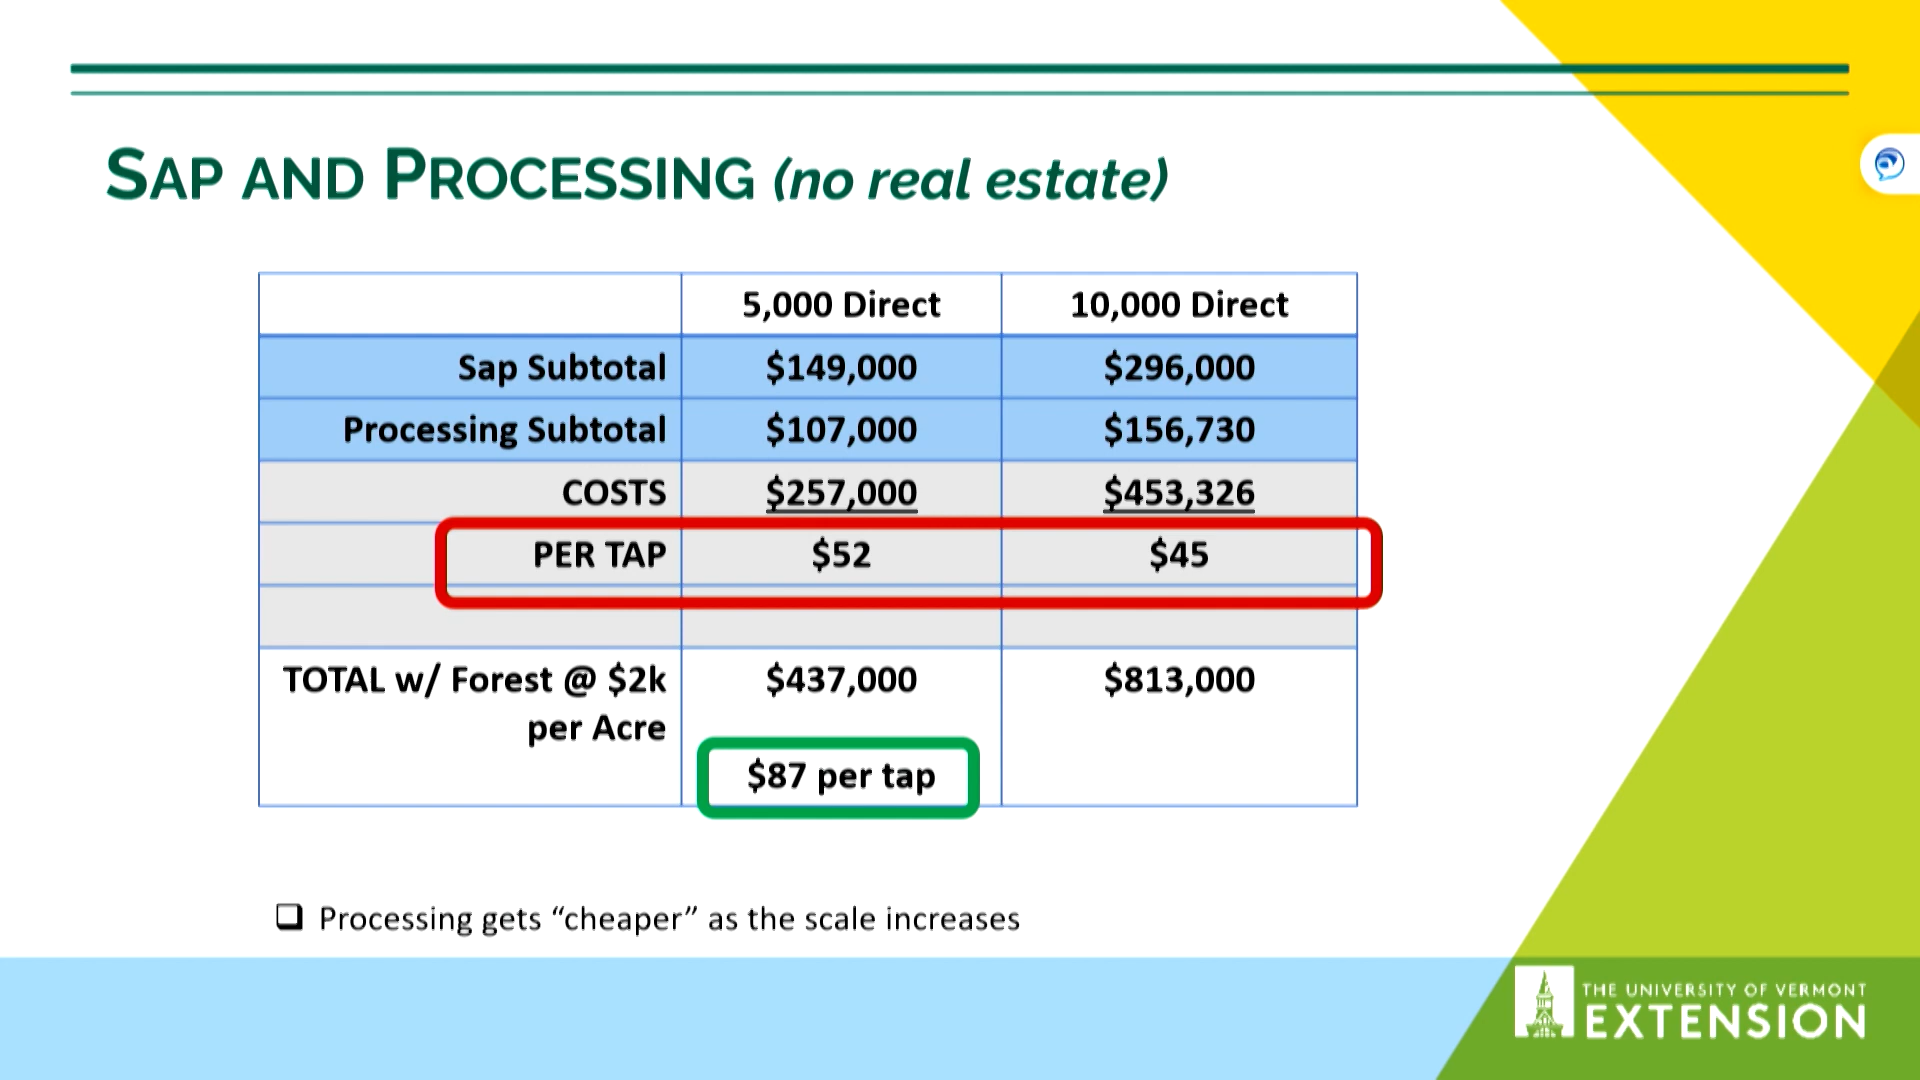 SAP AND PROCESSING (no real estate)
5,000 Direct 10,000 Direct
Sap Subtotal $149,000 $296,000
Processing Subtotal $107,000 $156,730
COSTS $257,000 $453,326
PER TAP $52 $45
TOTAL w/ Forest @ $2k $437,000 $813,000
per Acre
$87 per tap
❑ Processing gets “cheaper” as the scale increases
THE UNIVERSITY OF VERMONT
EXTENSION